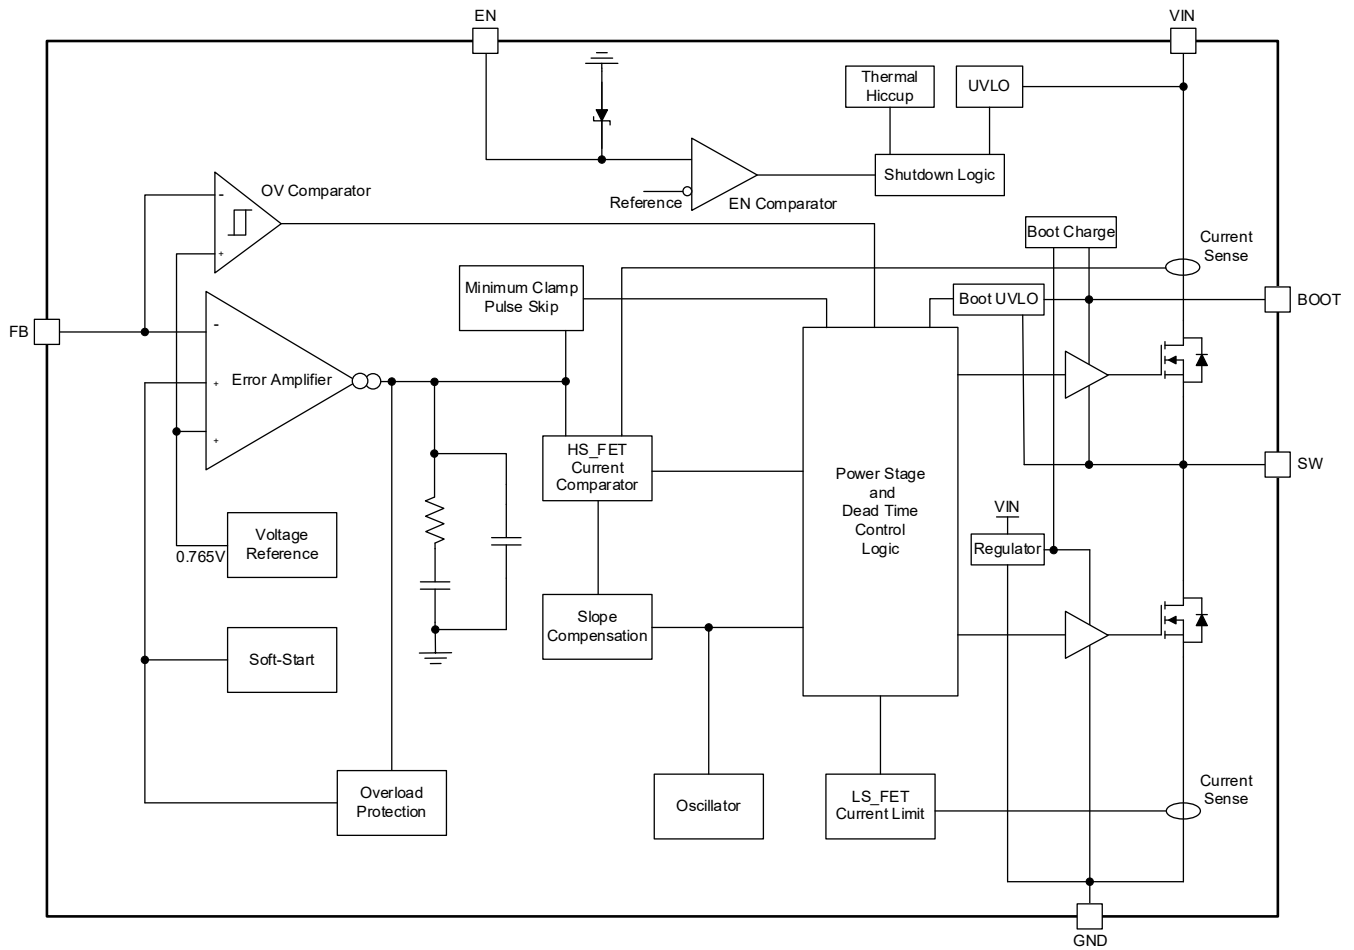 EN
VIN
Thermal
Hiccup
UVLO
Shutdown Logic
Reference
EN Comparator
OV Comparator
-
+
Boot Charge
Current
Sense
Minimum Clamp
Pulse Skip
Boot UVLO
BOOT
FB
-
Error Amplifier
+
+
HS_FET
Current
Comparator
Power Stage
and
Dead Time
Control
Logic
SW
VIN
Regulator
Voltage
Reference
0.765V
Slope
Compensation
Soft-Start
Overload
Protection
Oscillator
LS_FET
Current Limit
Current
Sense
GND